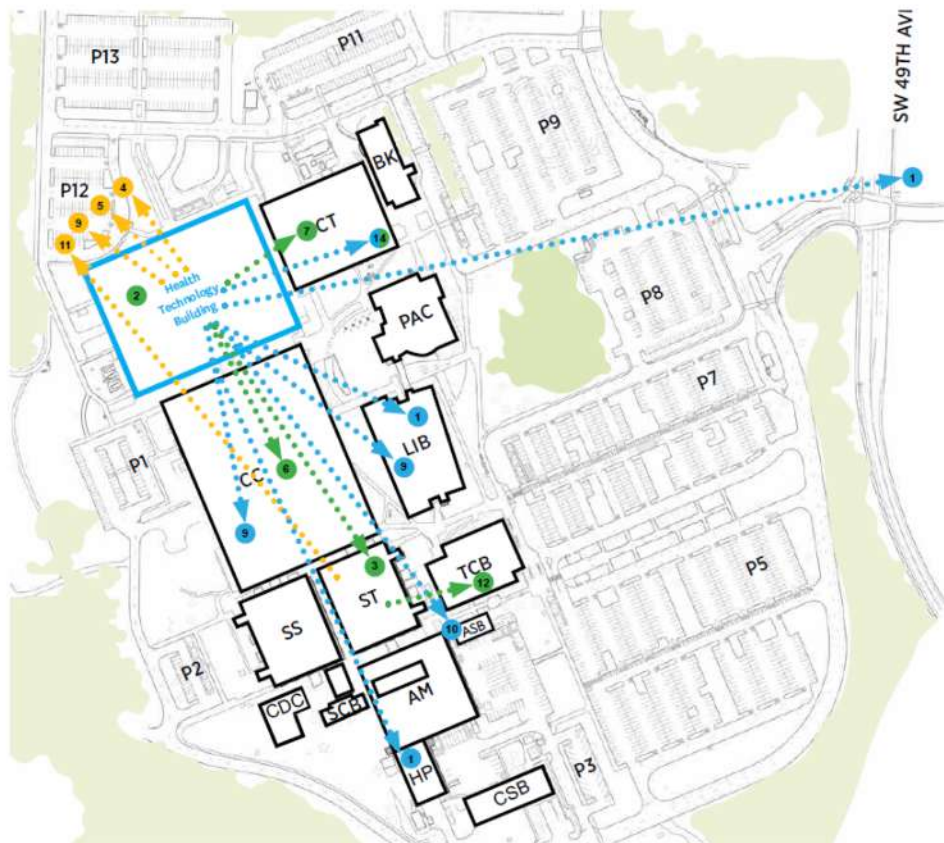 SW 49TH AVI
P13
P11
P9
BK
P12
4
5
9
11
1
7
CT
14
2
Health
Technology
Building
PAC
P8
P7
1
LIB
9
P1
CC
6
9
3
TCB
12
P5
ST
SS
10
ASB
P2
AM
CDC
SCB
1
HP
P3
CSB